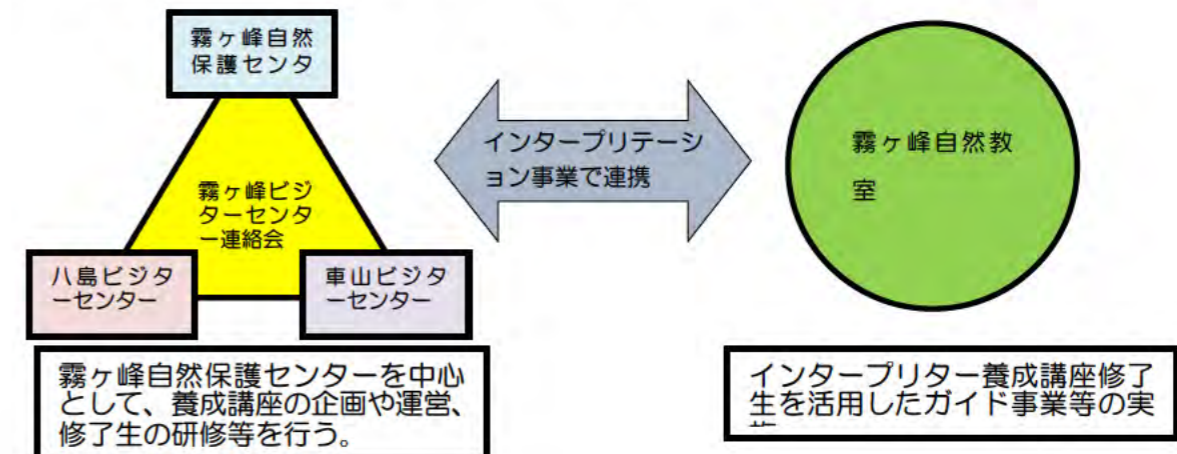 霧ヶ峰自然
保護センタ
霧ヶ峰ビジ
ターセンタ
ー連絡会
八島ビジタ
ーセンター
車山ビジタ
ーセンター
インタープリテーシ
ョン事業で連携
霧ヶ峰自然教
室
霧ヶ峰自然保護センターを中心
として、養成講座の企画や運営、
修了生の研修等を行う。
インタープリター養成講座修了
生を活用したガイド事業等の実